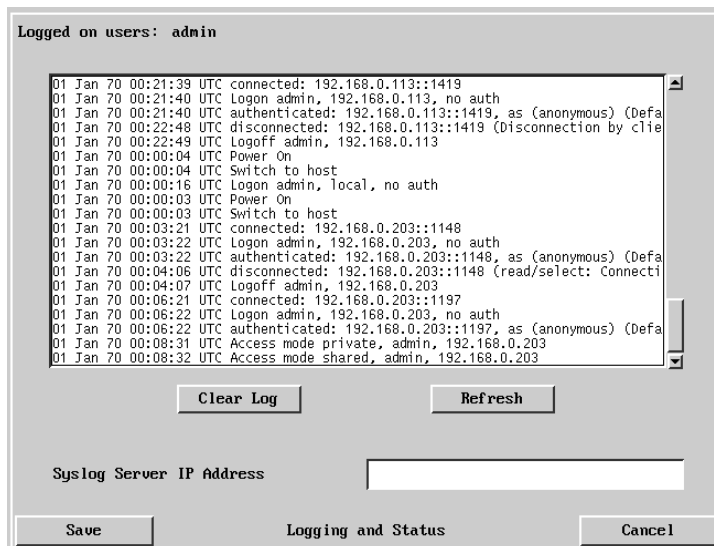 Logged on users: admin
01 Jan 70 00:21:39 UTC connected: 192.168.0.113::1419
01 Jan 70 00:21:40 UTC Logon admin, 192.168.0.113, no auth
01 Jan 70 00:21:40 UTC authenticated: 192.168.0.113::1419, as (anonymous) (Defa
01 Jan 70 00:22:48 UTC disconnected: 192.168.0.113::1419 (Disconnection by clie
01 Jan 70 00:22:49 UTC Logoff admin, 192.168.0.113
01 Jan 70 00:00:04 UTC Power On
01 Jan 70 00:00:04 UTC Switch to host
01 Jan 70 00:00:16 UTC Logon admin, local, no auth
01 Jan 70 00:00:03 UTC Power On
01 Jan 70 00:00:03 UTC Switch to host
01 Jan 70 00:03:21 UTC connected: 192.168.0.203::1148
01 Jan 70 00:03:22 UTC Logon admin, 192.168.0.203, no auth
01 Jan 70 00:03:22 UTC authenticated: 192.168.0.203::1148, as (anonymous) (Defa
01 Jan 70 00:04:06 UTC disconnected: 192.168.0.203::1148 (read/select: Connecti
01 Jan 70 00:04:07 UTC Logoff admin, 192.168.0.203
01 Jan 70 00:06:21 UTC connected: 192.168.0.203::1197
01 Jan 70 00:06:22 UTC Logon admin, 192.168.0.203, no auth
01 Jan 70 00:06:22 UTC authenticated: 192.168.0.203::1197, as (anonymous) (Defa
01 Jan 70 00:08:31 UTC Access mode private, admin, 192.168.0.203
01 Jan 70 00:08:32 UTC Access mode shared, admin, 192.168.0.203
Clear Log Refresh
Syslog Server IP Address
Save Logging and Status Cancel